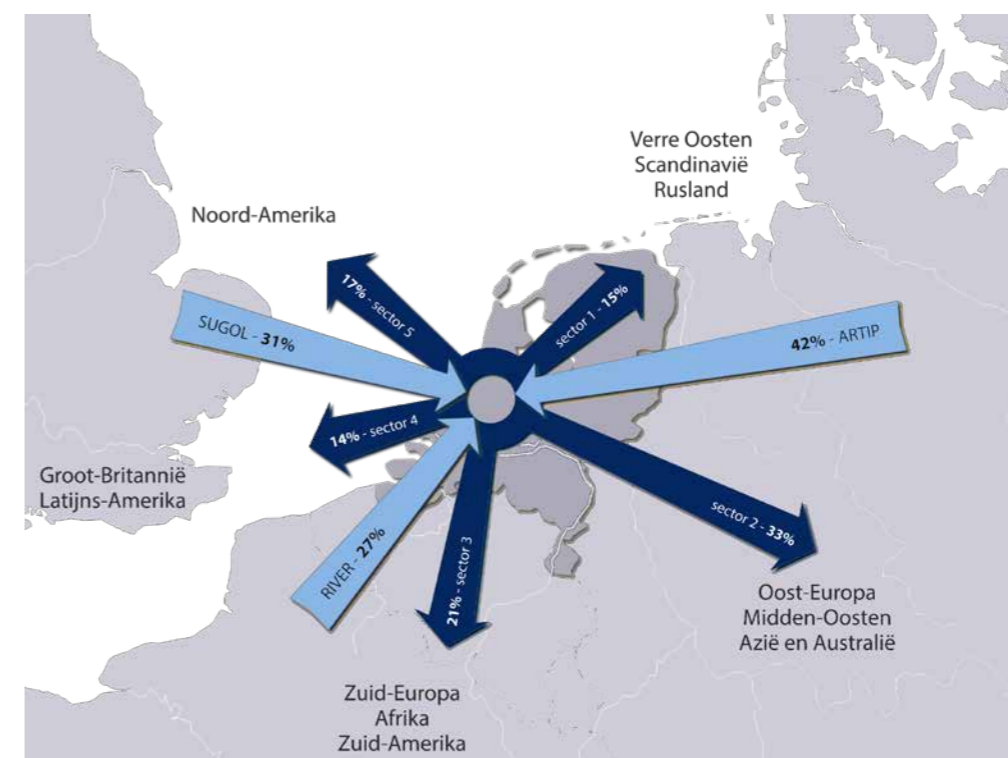 Verre Oosten
Scandinavië
Rusland
Noord-Amerika
17% - sector 5
sector 1 - 15%
SUGOL - 31%
42% - ARTIP
14% - sector 4
Groot-Britannië
Latijns-Amerika
RIVER - 27%
21% - sector 3
sector 2 - 33%
Oost-Europa
Midden-Oosten
Azië en Australië
Zuid-Europa
Afrika
Zuid-Amerika